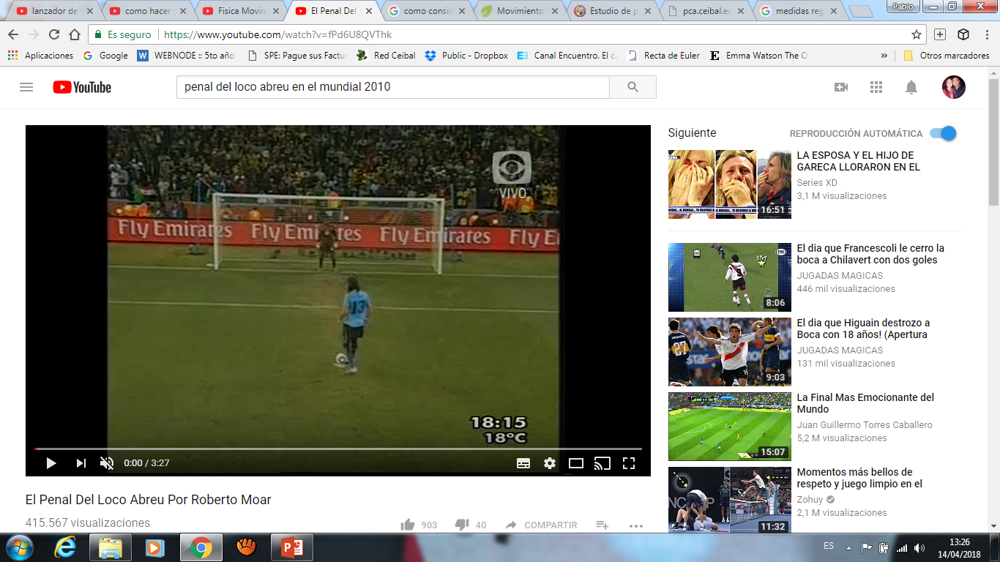 lanzador de
como hacer
Fisica Movim
El Penal Del
como consid
Movimiento
Estudio de p
pca.ceibal.ed
medidas reg
Pablo
Es seguro
https://www.youtube.com/watch?v=fPd6U8QVThk
Aplicaciones
Google
WEBNODE :: 5to año
SPE: Pague sus Factu
Red Ceibal
Public - Dropbox
Canal Encuentro. El c
Recta de Euler
Emma Watson The O
»
Otros marcadores
YouTube
penal del loco abreu en el mundial 2010
VIVO
Fly Emirates
Fly Emirates
Fly Emirates
Fly E
13
18:15
18°C
0:00 / 3:27
El Penal Del Loco Abreu Por Roberto Moar
415.567 visualizaciones
903
40
COMPARTIR
Siguiente
REPRODUCCIÓN AUTOMÁTICA
LA ESPOSA Y EL HIJO DE
GARECA LLORARON EN EL
Series XD
3,1 M visualizaciones
16:51
El dia que Francescoli le cerro la
boca a Chilavert con dos goles
JUGADAS MAGICAS
446 mil visualizaciones
8:06
El dia que Higuain destrozo a
Boca con 18 años! (Apertura
JUGADAS MAGICAS
131 mil visualizaciones
27
9:03
La Final Mas Emocionante del
Mundo
Juan Guillermo Torres Caballero
5,2 M visualizaciones
15:07
Momentos más bellos de
respeto y juego limpio en el
Zohuy
2,1 M visualizaciones
11:32
ES
13:26
14/04/2018